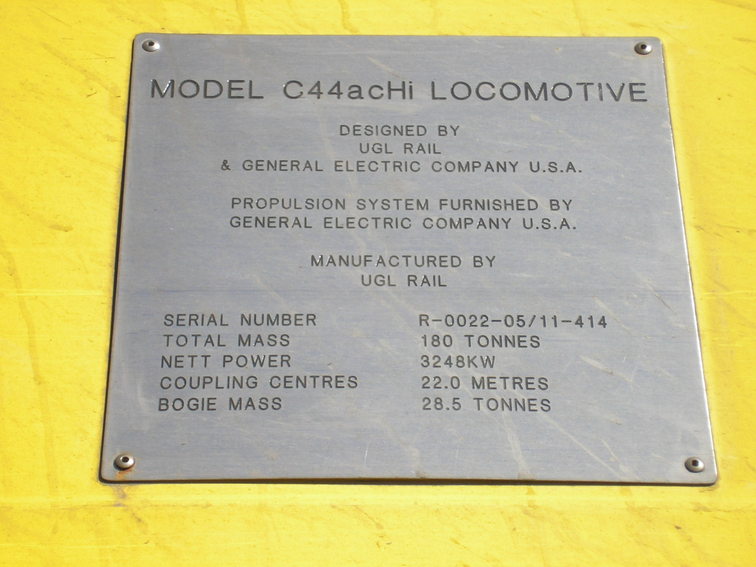 MODEL C44acHi LOCOMOTIVE
DESIGNED BY
UGL RAIL
& GENERAL ELECTRIC COMPANY U.S.A.
PROPULSION SYSTEM FURNISHED BY
GENERAL ELECTRIC COMPANY U.S.A.
MANUFACTURED BY
UGL RAIL
SERIAL NUMBER R-0022-05/11-414
TOTAL MASS 180 TONNES
NETT POWER 3248KW
COUPLING CENTRES 22.0 METRES
BOGIE MASS 28.5 TONNES